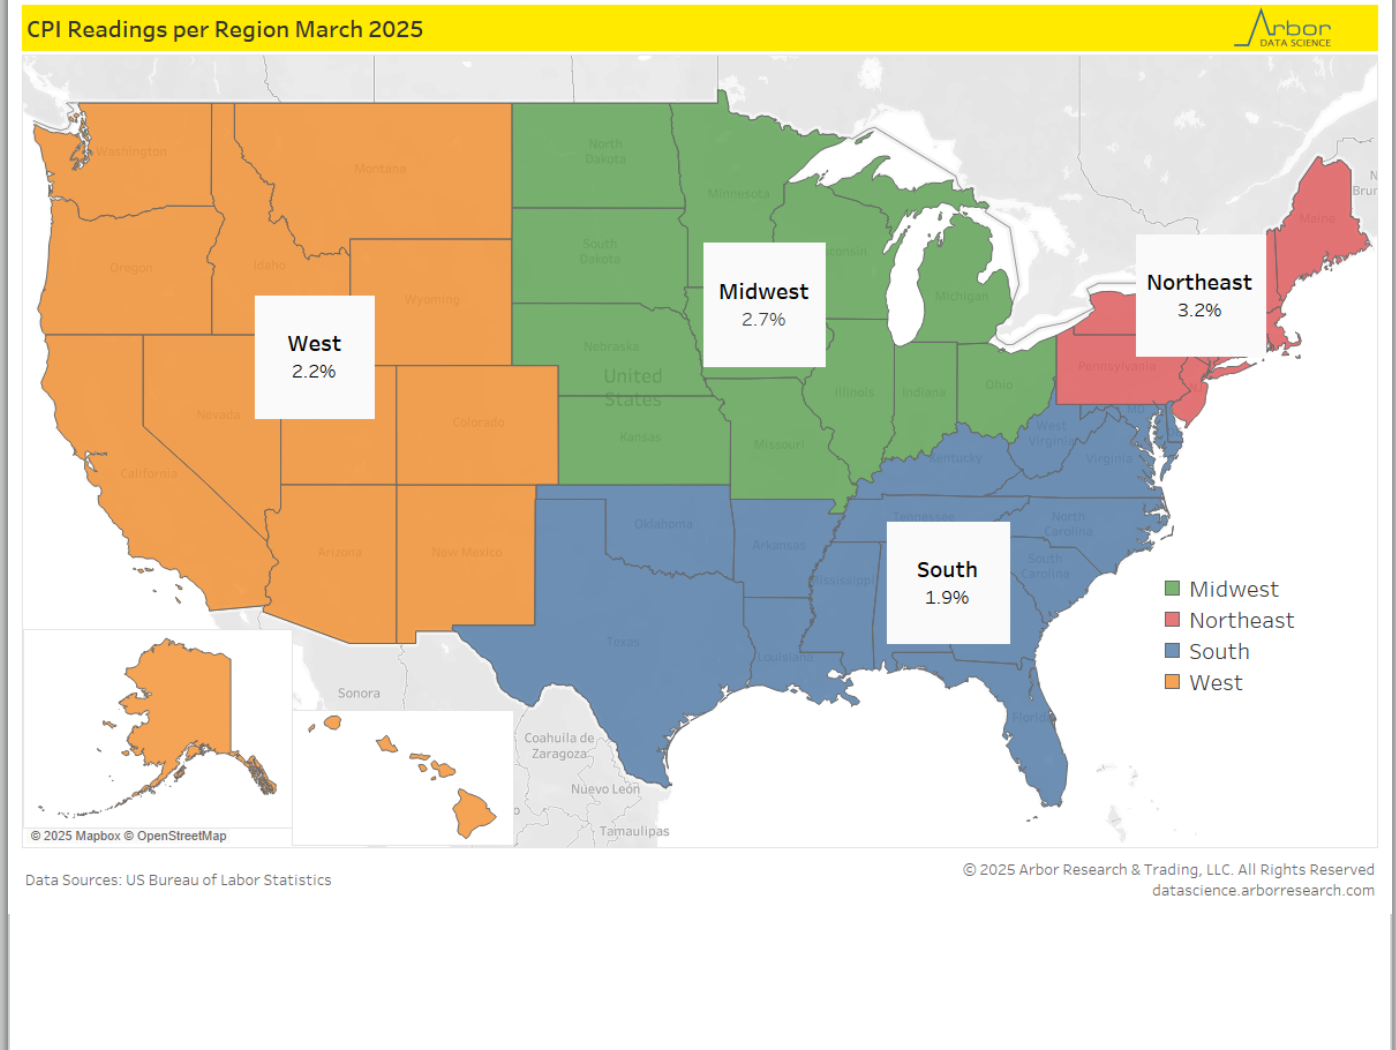 CPI Readings per Region March 2025
Arbor
DATA SCIENCE
Washington
Montana
North
Dakota
Minnesota
Maine
Oregon
Idaho
South
Dakota
consin
Northeast
3.2%
Wyoming
Midwest
2.7%
Michigan
West
2.2%
Nebraska
United
States
Pennsylvania
Illinois
Indiana
Ohio
Nevada
Colorado
Kansas
Missouri
MD
West
Virginia
Virginia
California
Kentucky
Arizona
New Mexico
Oklahoma
Arkansas
Tennessee
North
Carolina
South
Carolina
Mississippi
South
1.9%
Texas
Louisiana
Florida
Midwest
Northeast
South
West
Sonora
Coahuila de
Zaragoza
Nuevo León
Tamaulipas
© 2025 Mapbox © OpenStreetMap
Data Sources: US Bureau of Labor Statistics
© 2025 Arbor Research & Trading, LLC. All Rights Reserved
datascience.arborresearch.com